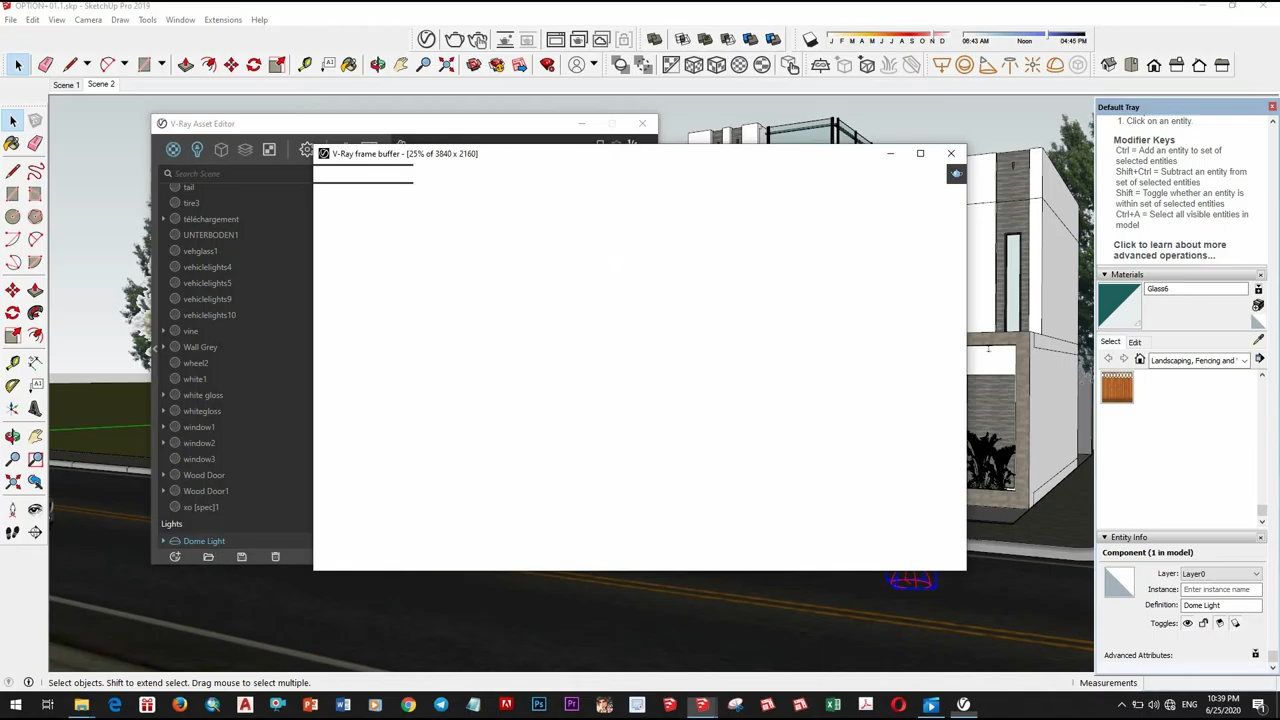 OPTION+01.1.skp - SketchUp Pro 2019
File Edit View Camera Draw Tools Window Extensions Help
J F M A M J J A S O N D
06:43 AM Noon 04:45 PM
Scene 1 Scene 2
V-Ray Asset Editor
V-Ray frame buffer - [25% of 3840 x 2160]
Search Scene
tail
tire3
téléchargement
UNTERBODEN1
vehglass1
vehiclelights4
vehiclelights5
vehiclelights9
vehiclelights10
vine
Wall Grey
wheel2
white1
white gloss
whitegloss
window1
window2
window3
Wood Door
Wood Door1
xo [spec]1
Lights
Dome Light
Default Tray
1. Click on an entity.
Modifier Keys
Ctrl = Add an entity to set of
selected entities
Shift+Ctrl = Subtract an entity from
set of selected entities
Shift = Toggle whether an entity is
within set of selected entities
Ctrl+A = Select all visible entities in
model
Click to learn about more
advanced operations...
Materials
Glass6
Select Edit
Landscaping, Fencing and
Entity Info
Component (1 in model)
Layer: Layer0
Instance: Enter instance name
Definition: Dome Light
Toggles:
Advanced Attributes:
Select objects. Shift to extend select. Drag mouse to select multiple.
Measurements
10:39 PM
6/25/2020